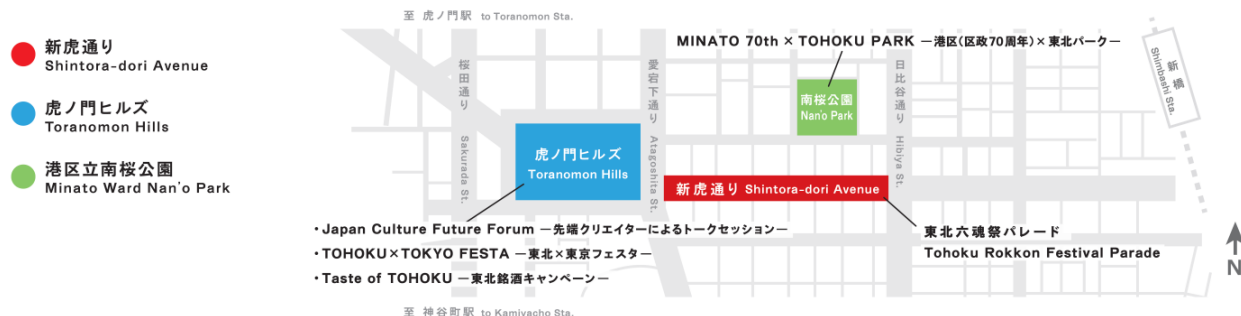 至 虎ノ門駅 to Toranomon Sta.
新虎通り
Shintora-dori Avenue
虎ノ門ヒルズ
Toranomon Hills
港区立南桜公園
Minato Ward Nan'o Park
MINATO 70th × TOHOKU PARK —港区(区政70周年)×東北パーク—
桜田通り
Sakurada St.
愛宕下通り
Atagoshita St.
日比谷通り
Hibiya St.
新橋
Shimbashi Sta.
南桜公園
Nan'o Park
虎ノ門ヒルズ
Toranomon Hills
新虎通り Shintora-dori Avenue
・Japan Culture Future Forum —先端クリエイターによるトークセッション—
・TOHOKU×TOKYO FESTA —東北×東京フェスター
・Taste of TOHOKU —東北銘酒キャンペーン—
東北六魂祭パレード
Tohoku Rokkon Festival Parade
N
至 神谷町駅 to Kamiyacho Sta.